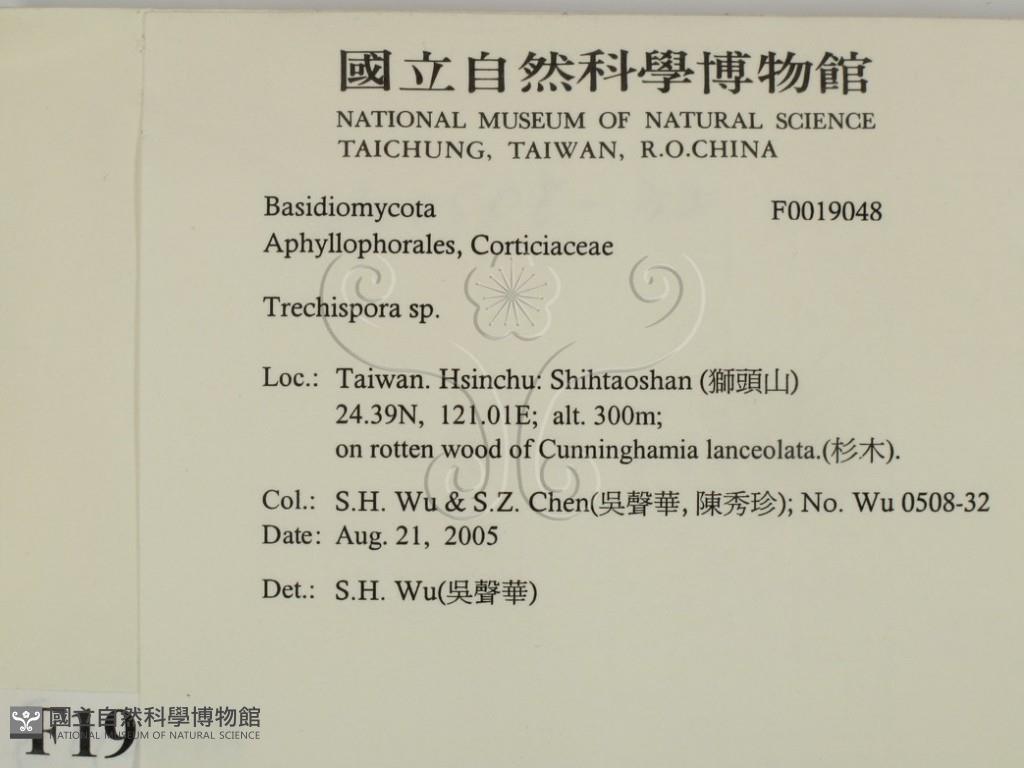 國立自然科學博物館
NATIONAL MUSEUM OF NATURAL SCIENCE
TAICHUNG, TAIWAN, R.O.CHINA
Basidiomycota F0019048
Aphyllophorales, Corticiaceae
Trechispora sp.
Loc.: Taiwan. Hsinchu: Shihtaoshan (獅頭山)
24.39N, 121.01E; alt. 300m;
on rotten wood of Cunninghamia lanceolata.(杉木).
Col.: S.H. Wu & S.Z. Chen(吳聲華, 陳秀珍); No. Wu 0508-32
Date: Aug. 21, 2005
Det.: S.H. Wu(吳聲華)
F19
國立自然科學博物館
NATIONAL MUSEUM OF NATURAL SCIENCE